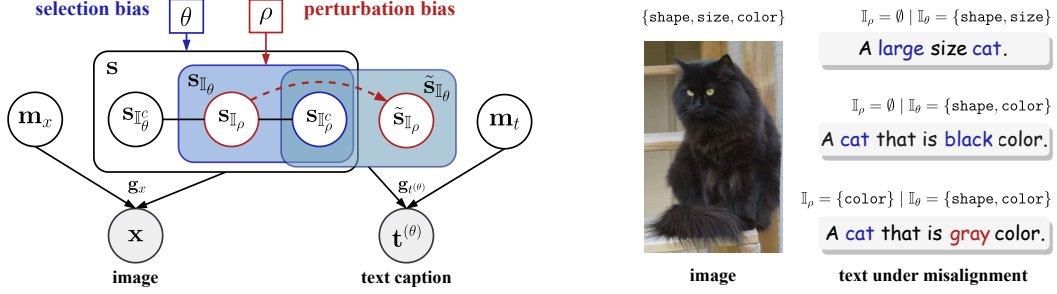 selection bias
θ
ρ
perturbation bias
s
s_{𝕀_θ}
s̃_{𝕀_θ}
m_x
s_{𝕀_θ^c}
s_{𝕀_ρ}
s_{𝕀_ρ^c}
s̃_{𝕀_ρ}
m_t
g_x
g_{t^{(θ)}}
x
t^{(θ)}
image
text caption
{shape, size, color}
image
𝕀_ρ = ∅ | 𝕀_θ = {shape, size}
A large size cat.
𝕀_ρ = ∅ | 𝕀_θ = {shape, color}
A cat that is black color.
𝕀_ρ = {color} | 𝕀_θ = {shape, color}
A cat that is gray color.
text under misalignment